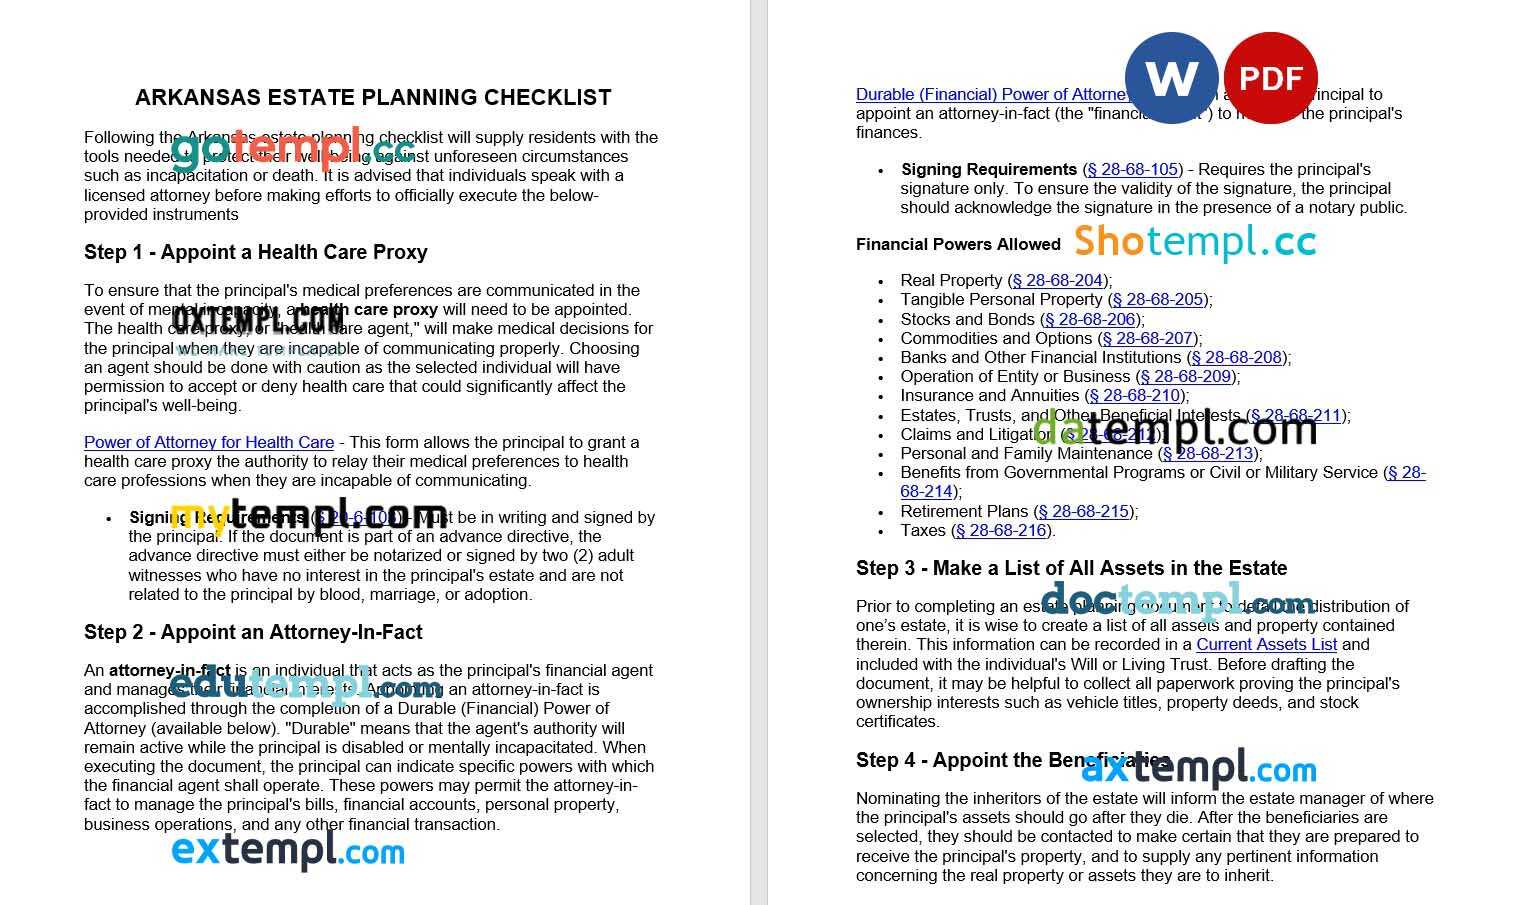 ARKANSAS ESTATE PLANNING CHECKLIST
Following the Arkansas estate planning checklist will supply residents with the
tools needed to protect their well-being against unforeseen circumstances
such as incapacitation or death. It is advised that individuals speak with a
licensed attorney before making efforts to officially execute the below-
provided instruments
gotempl.cc
Step 1 - Appoint a Health Care Proxy
To ensure that the principal's medical preferences are communicated in the
event of mental incapacity, a health care proxy will need to be appointed.
The health care proxy, or "health care agent," will make medical decisions for
the principal when they are incapable of communicating properly. Choosing
an agent should be done with caution as the selected individual will have
permission to accept or deny health care that could significantly affect the
principal's well-being.
OXTEMPL.COM
WE MAKE TEMPLATES
Power of Attorney for Health Care - This form allows the principal to grant a
health care proxy the authority to relay their medical preferences to health
care professions when they are incapable of communicating.
• Signing Requirements (§ 20-6-103) - Must be in writing and signed by
the principal. If the document is part of an advance directive, the
advance directive must either be notarized or signed by two (2) adult
witnesses who have no interest in the principal's estate and are not
related to the principal by blood, marriage, or adoption.
mytempl.com
Step 2 - Appoint an Attorney-In-Fact
An attorney-in-fact is an individual that acts as the principal's financial agent
and manages their financial interests. Appointing an attorney-in-fact is
accomplished through the completion of a Durable (Financial) Power of
Attorney (available below). "Durable" means that the agent's authority will
remain active while the principal is disabled or mentally incapacitated. When
executing the document, the principal can indicate specific powers with which
the financial agent shall operate. These powers may permit the attorney-in-
fact to manage the principal's bills, financial accounts, personal property,
business operations, and any other financial transaction.
edutempl.com
extempl.com
W PDF
Durable (Financial) Power of Attorney principal to
appoint an attorney-in-fact (the "financial ") to the principal's
finances.
• Signing Requirements (§ 28-68-105) - Requires the principal's
signature only. To ensure the validity of the signature, the principal
should acknowledge the signature in the presence of a notary public.
Financial Powers Allowed
Shotempl.cc
• Real Property (§ 28-68-204);
• Tangible Personal Property (§ 28-68-205);
• Stocks and Bonds (§ 28-68-206);
• Commodities and Options (§ 28-68-207);
• Banks and Other Financial Institutions (§ 28-68-208);
• Operation of Entity or Business (§ 28-68-209);
• Insurance and Annuities (§ 28-68-210);
• Estates, Trusts, and Other Beneficial Interests (§ 28-68-211);
• Claims and Litigation (§ 28-68-212);
• Personal and Family Maintenance (§ 28-68-213);
• Benefits from Governmental Programs or Civil or Military Service (§ 28-
68-214);
• Retirement Plans (§ 28-68-215);
• Taxes (§ 28-68-216).
datempl.com
Step 3 - Make a List of All Assets in the Estate
Prior to completing an estate planning document to detail the distribution of
one’s estate, it is wise to create a list of all assets and property contained
therein. This information can be recorded in a Current Assets List and
included with the individual's Will or Living Trust. Before drafting the
document, it may be helpful to collect all paperwork proving the principal's
ownership interests such as vehicle titles, property deeds, and stock
certificates.
doctempl.com
Step 4 - Appoint the Beneficiaries
axtempl.com
Nominating the inheritors of the estate will inform the estate manager of where
the principal's assets should go after they die. After the beneficiaries are
selected, they should be contacted to make certain that they are prepared to
receive the principal's property, and to supply any pertinent information
concerning the real property or assets they are to inherit.